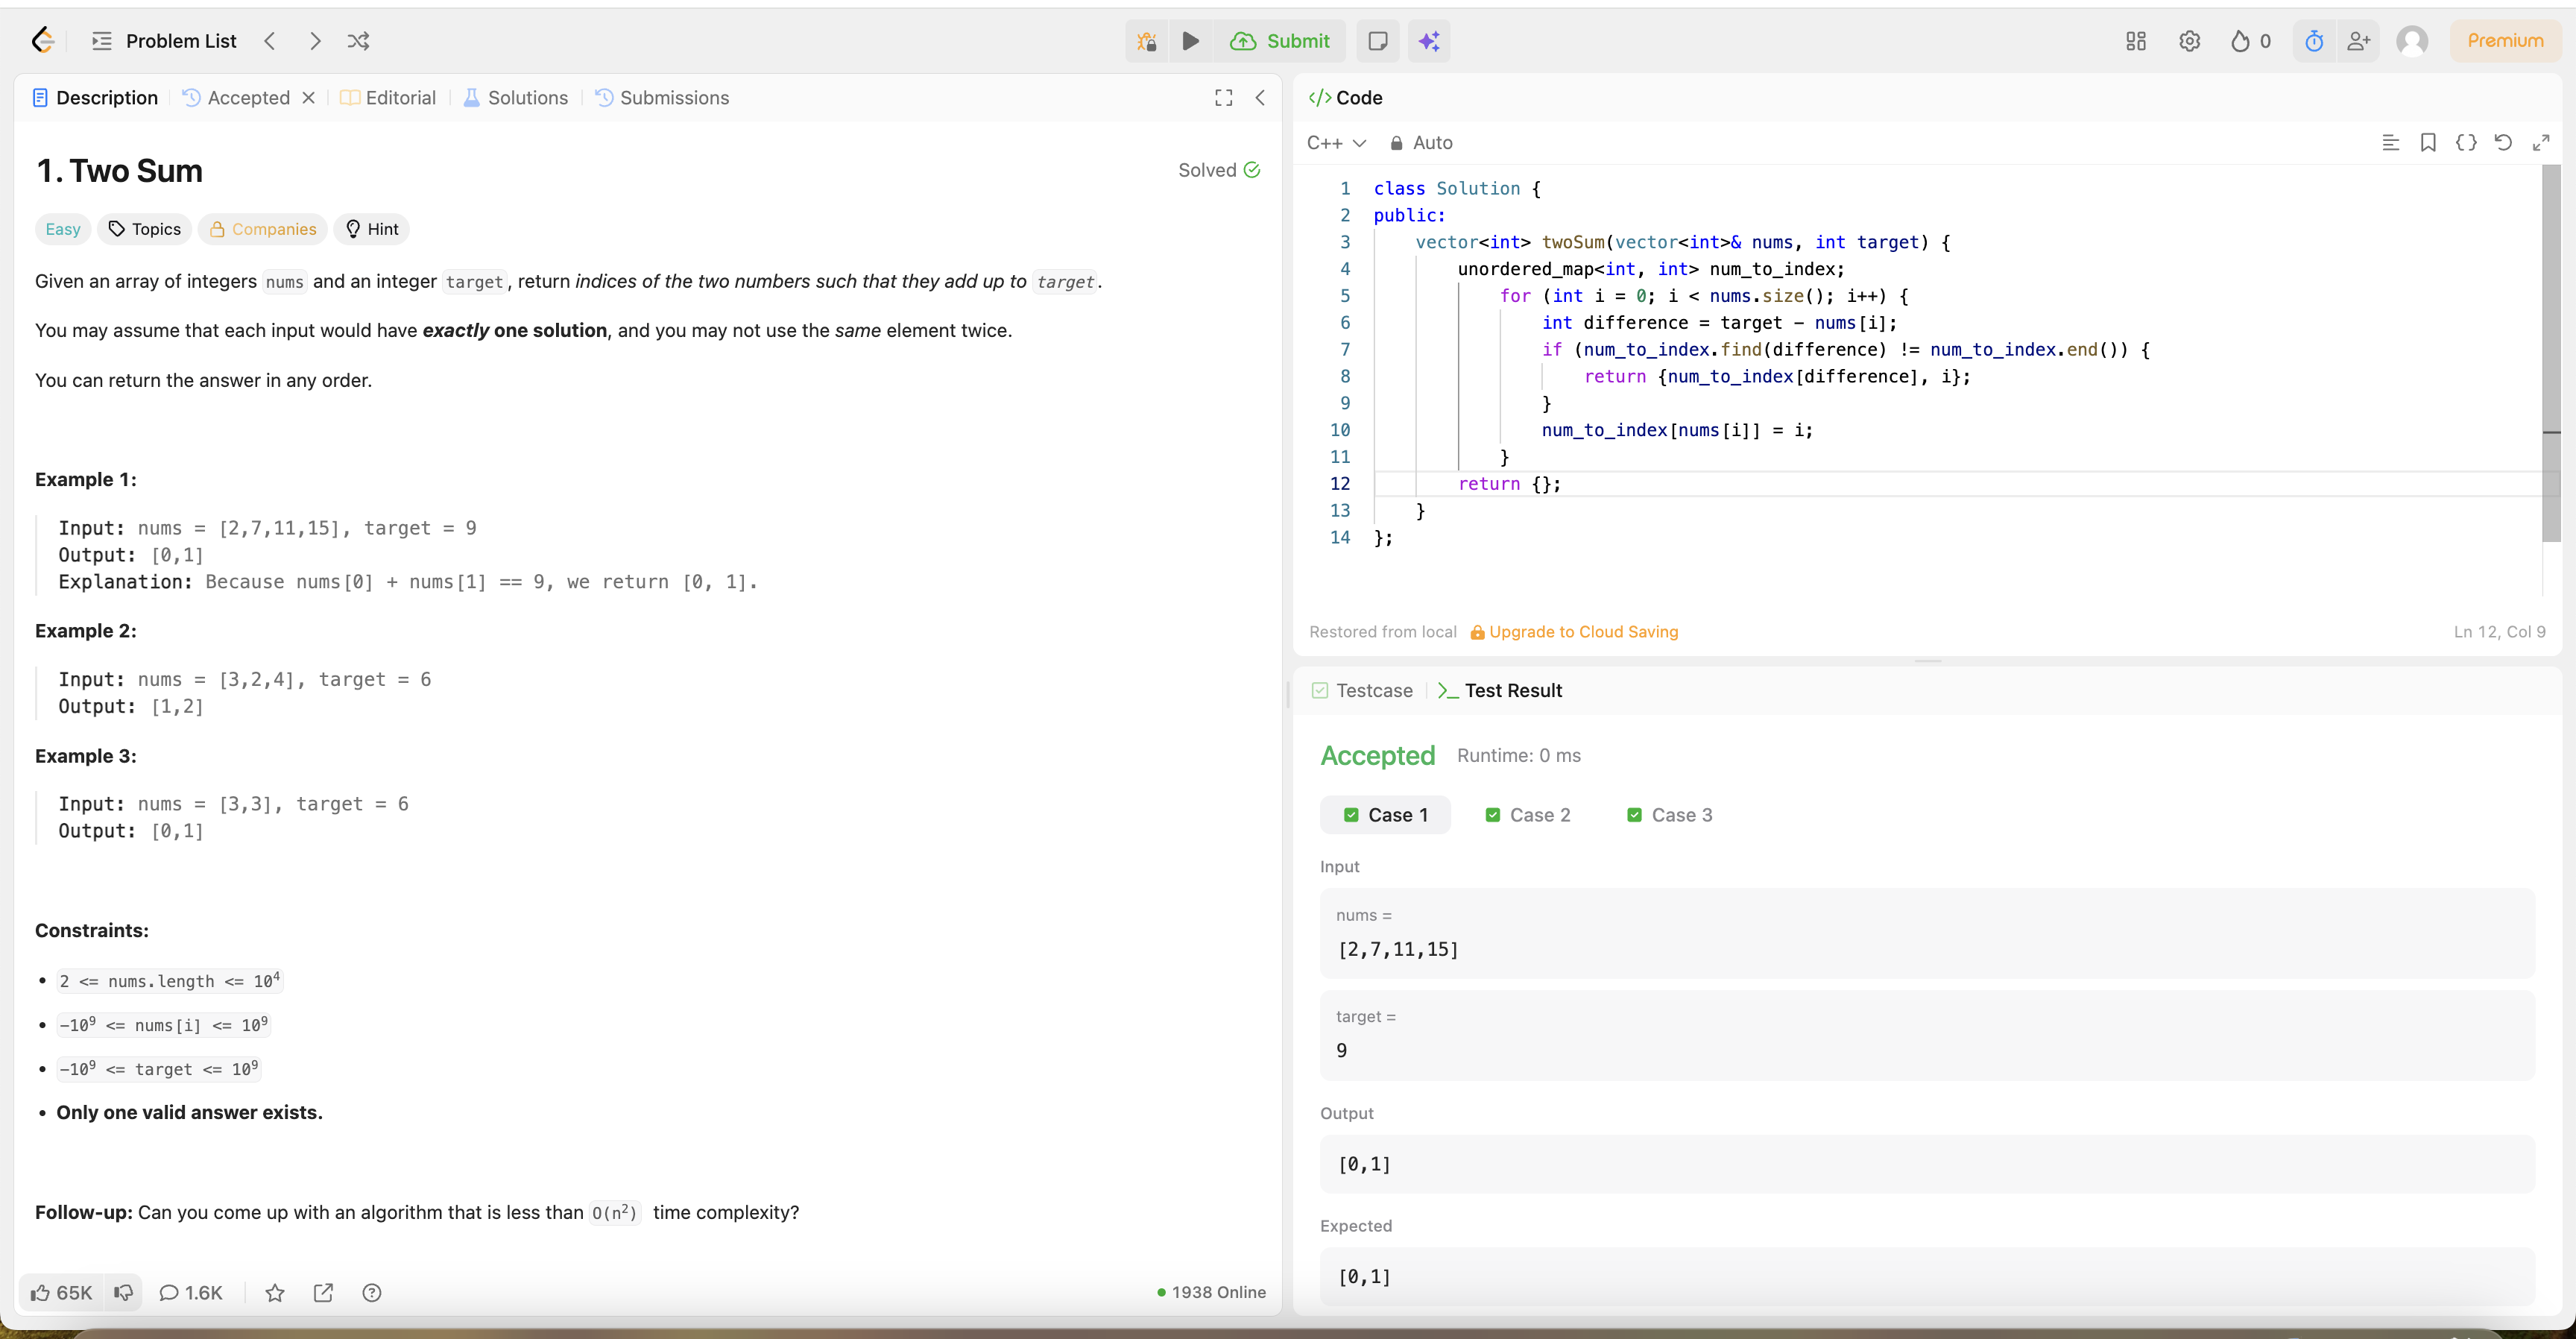 Problem List
Submit
0
Premium
Description
Accepted
Editorial
Solutions
Submissions
1. Two Sum
Solved
Easy
Topics
Companies
Hint
Given an array of integers nums and an integer target, return indices of the two numbers such that they add up to target.
You may assume that each input would have exactly one solution, and you may not use the same element twice.
You can return the answer in any order.
Example 1:
Input: nums = [2,7,11,15], target = 9
Output: [0,1]
Explanation: Because nums[0] + nums[1] == 9, we return [0, 1].
Example 2:
Input: nums = [3,2,4], target = 6
Output: [1,2]
Example 3:
Input: nums = [3,3], target = 6
Output: [0,1]
Constraints:
• 2 <= nums.length <= 10⁴
• -10⁹ <= nums[i] <= 10⁹
• -10⁹ <= target <= 10⁹
• Only one valid answer exists.
Follow-up: Can you come up with an algorithm that is less than O(n²) time complexity?
65K
1.6K
1938 Online
</> Code
C++
Auto
1 class Solution {
2 public:
3     vector<int> twoSum(vector<int>& nums, int target) {
4         unordered_map<int, int> num_to_index;
5             for (int i = 0; i < nums.size(); i++) {
6                 int difference = target - nums[i];
7                 if (num_to_index.find(difference) != num_to_index.end()) {
8                     return {num_to_index[difference], i};
9                 }
10                 num_to_index[nums[i]] = i;
11             }
12         return {};
13     }
14 };
Restored from local
Upgrade to Cloud Saving
Ln 12, Col 9
Testcase
>_ Test Result
Accepted
Runtime: 0 ms
Case 1
Case 2
Case 3
Input
nums =
[2,7,11,15]
target =
9
Output
[0,1]
Expected
[0,1]